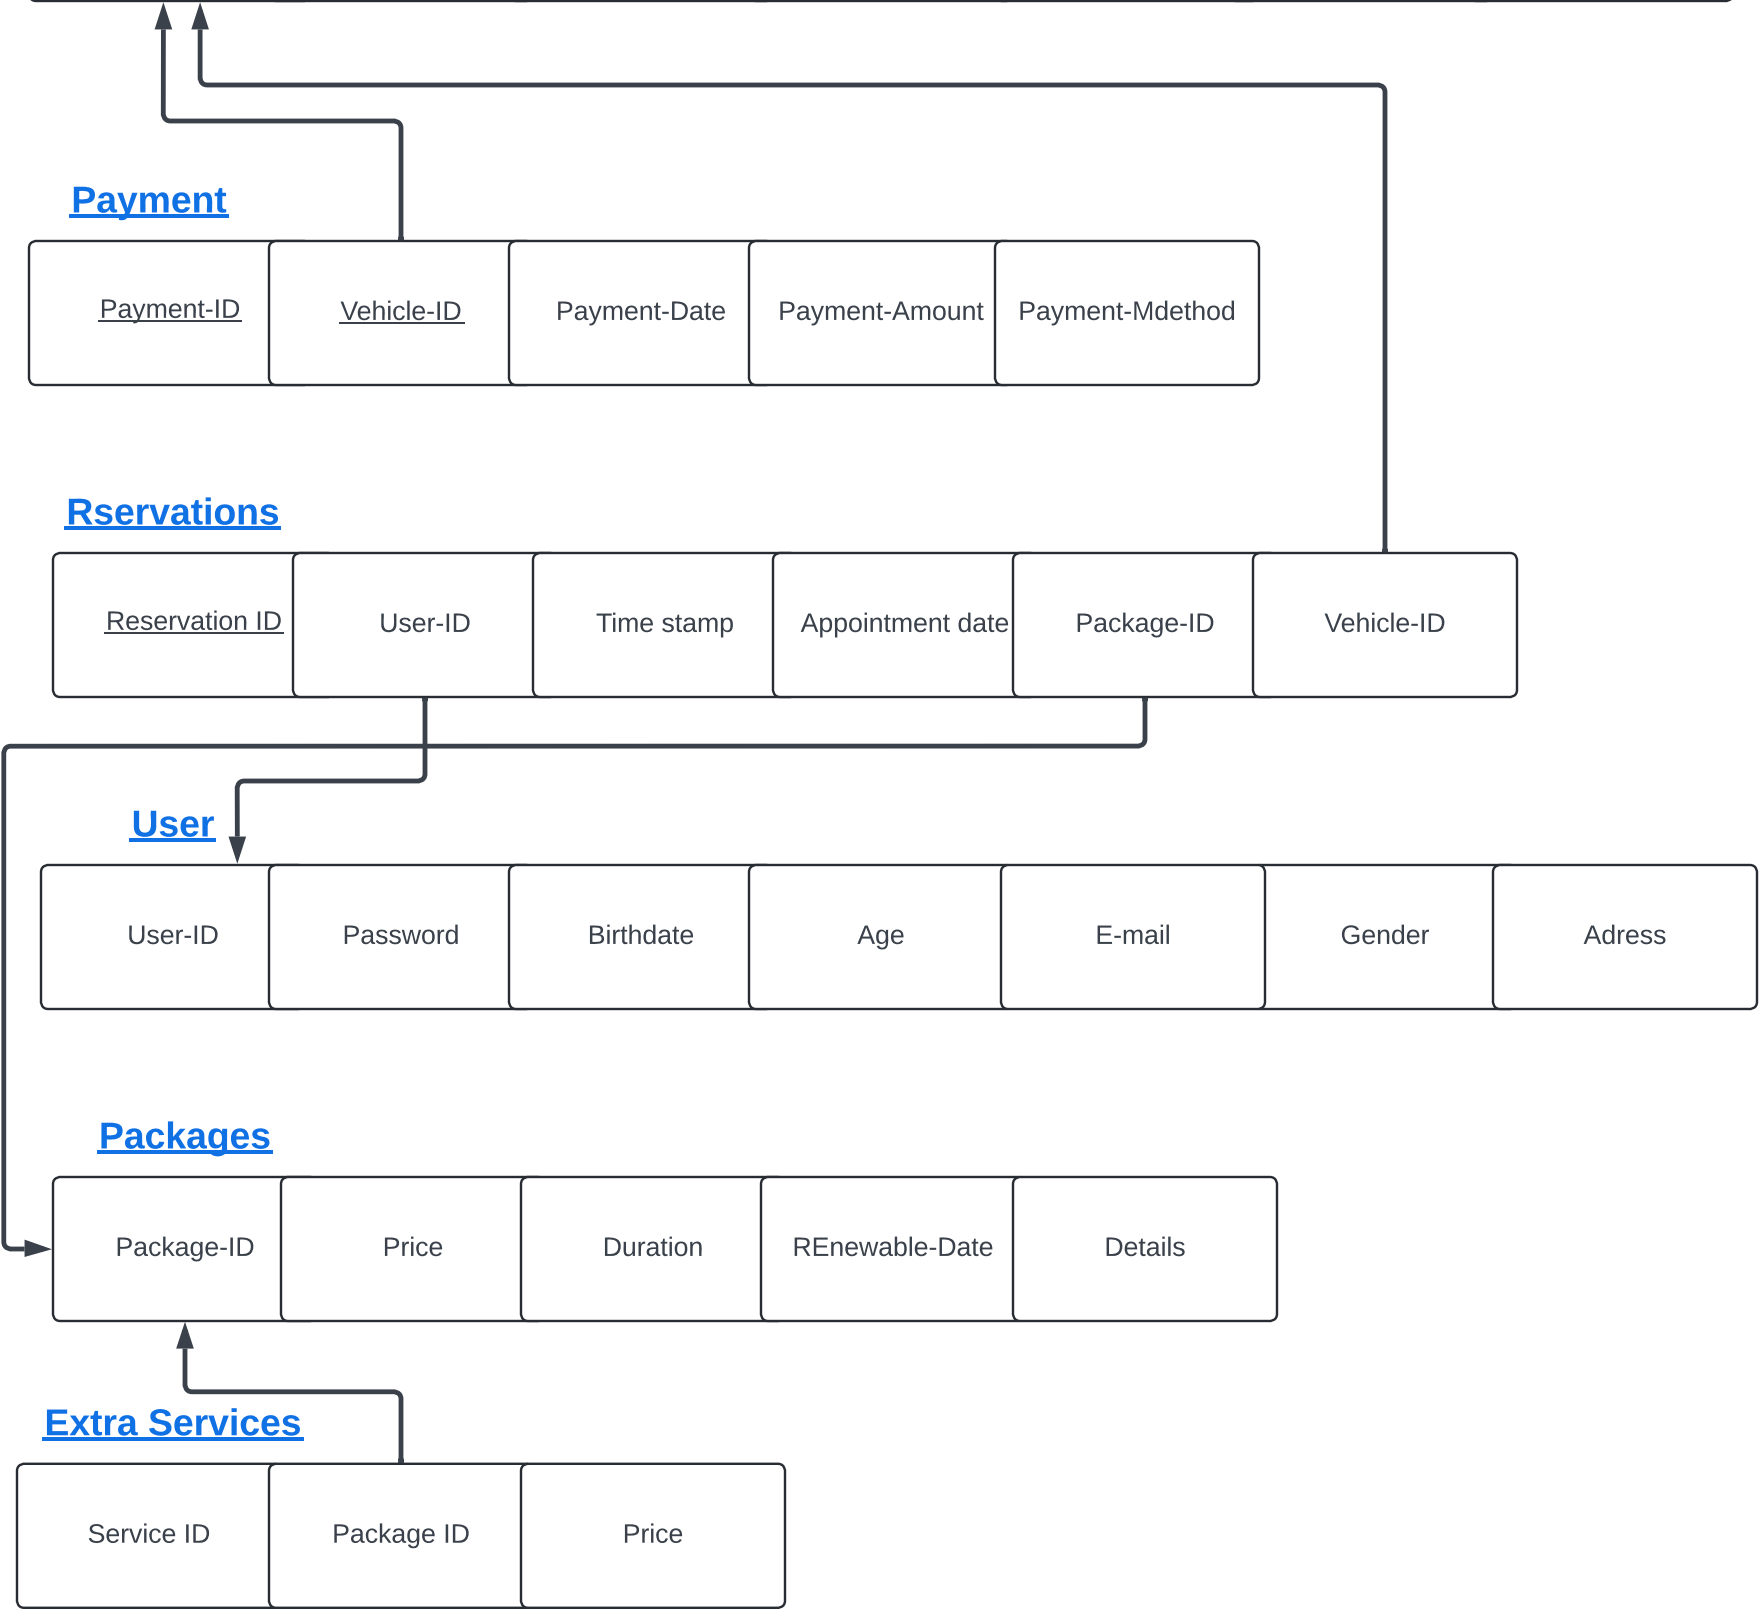 Payment
Payment-ID Vehicle-ID Payment-Date Payment-Amount Payment-Mdethod
Rservations
Reservation ID User-ID Time stamp Appointment date Package-ID Vehicle-ID
User
User-ID Password Birthdate Age E-mail Gender Adress
Packages
Package-ID Price Duration REnewable-Date Details
Extra Services
Service ID Package ID Price